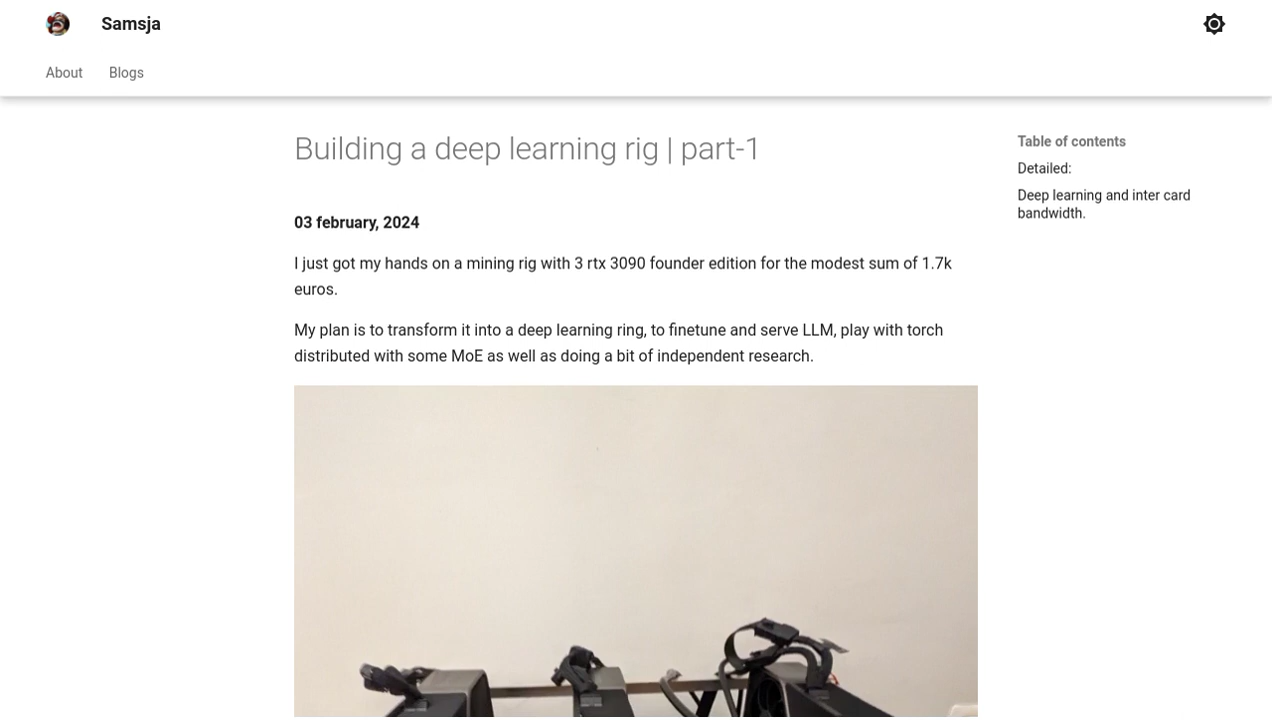 Samsja
About
Blogs
Building a deep learning rig | part-1
03 february, 2024
I just got my hands on a mining rig with 3 rtx 3090 founder edition for the modest sum of 1.7k
euros.
My plan is to transform it into a deep learning ring, to finetune and serve LLM, play with torch
distributed with some MoE as well as doing a bit of independent research.
Table of contents
Detailed:
Deep learning and inter card
bandwidth.